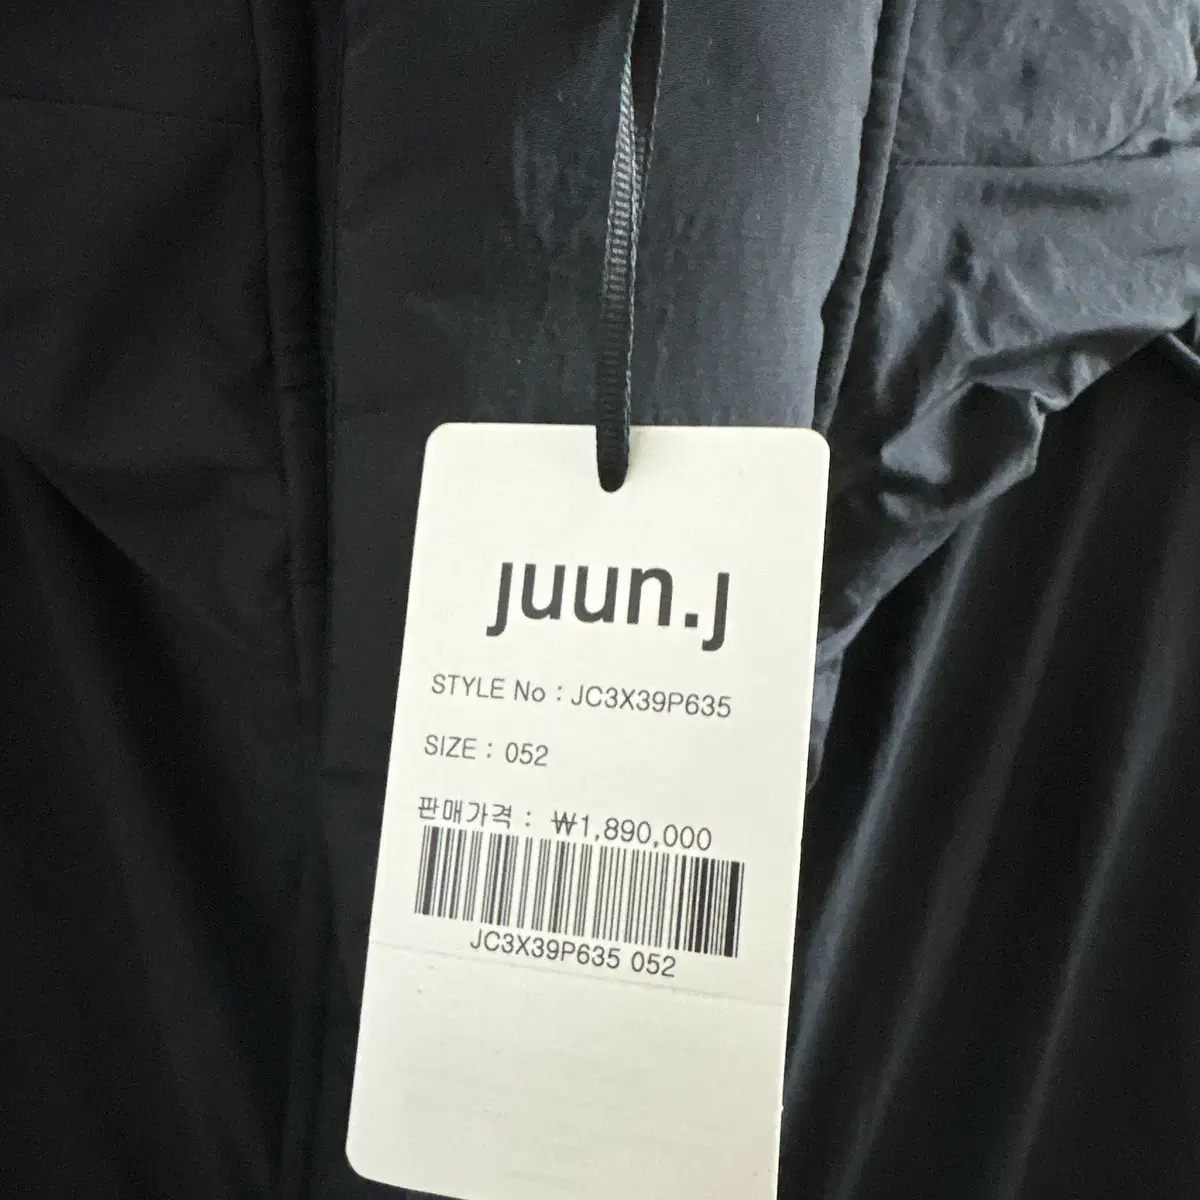 juun.j
STYLE No : JC3X39P635
SIZE : 052
판매가격 : ₩1,890,000
JC3X39P635 052